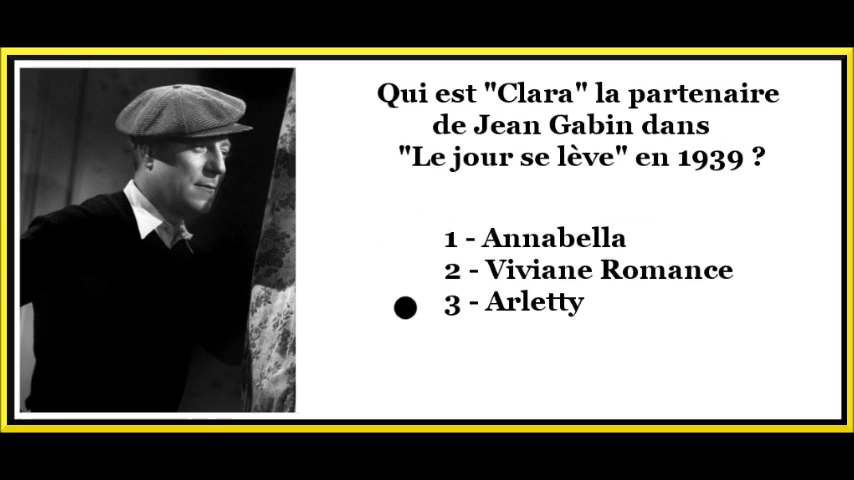 Qui est "Clara" la partenaire
de Jean Gabin dans
"Le jour se lève" en 1939 ?
1 - Annabella
2 - Viviane Romance
3 - Arletty